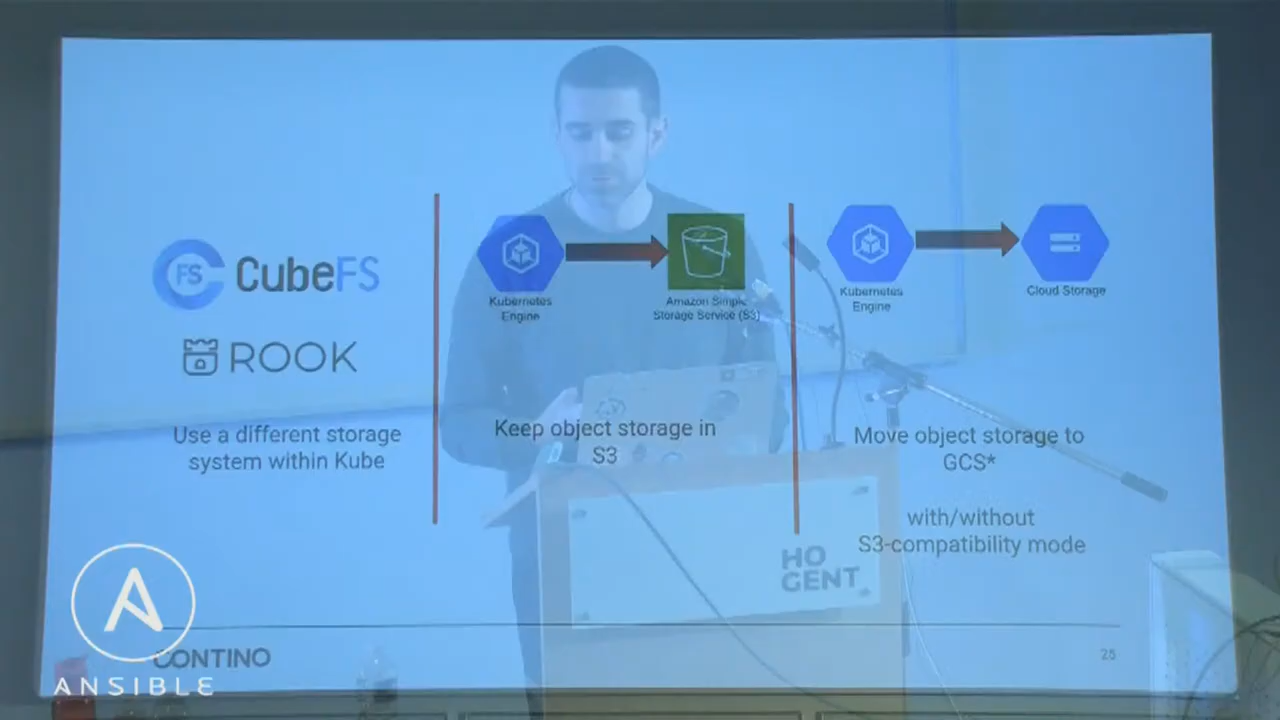 FS CubeFS
ROOK
Use a different storage
system within Kube
Kubernetes
Engine
Amazon Simple
Storage Service (S3)
Keep object storage in
S3
Kubernetes
Engine
Cloud Storage
Move object storage to
GCS*
with/without
S3-compatibility mode
HO
GENT
CONTINO
25
ANSIBLE